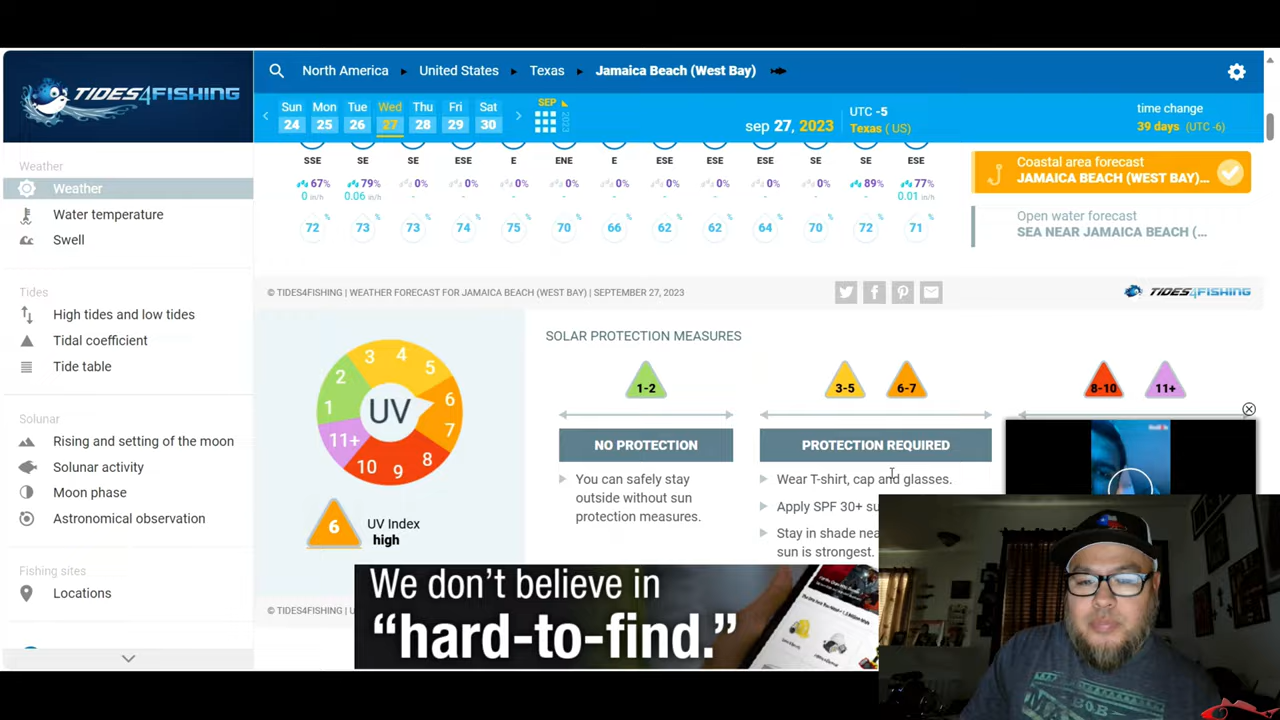 TIDES4FISHING
North America United States Texas Jamaica Beach (West Bay)
Sun Mon Tue Wed Thu Fri Sat
24 25 26 27 28 29 30
SEP
2023
sep 27, 2023
UTC -5
Texas (US)
time change
39 days (UTC -6)
Weather
Weather
Water temperature
Swell
Tides
High tides and low tides
Tidal coefficient
Tide table
Solunar
Rising and setting of the moon
Solunar activity
Moon phase
Astronomical observation
Fishing sites
Locations
SSE SE SE ESE E ENE E ESE ESE ESE SE SE ESE
67% 79% 0% 0% 0% 0% 0% 0% 0% 0% 0% 89% 77%
0 in/h 0.06 in/h - - - - - - - - - - 0.01 in/h
72 % 73 % 73 % 74 % 75 % 70 % 66 % 62 % 62 % 64 % 70 % 72 % 71 %
Coastal area forecast
JAMAICA BEACH (WEST BAY)...
Open water forecast
SEA NEAR JAMAICA BEACH (...
© TIDES4FISHING | WEATHER FORECAST FOR JAMAICA BEACH (WEST BAY) | SEPTEMBER 27, 2023
TIDES4FISHING
UV
1 2 3 4 5 6 7 8 9 10 11+
6
UV Index
high
SOLAR PROTECTION MEASURES
1-2
3-5 6-7
8-10 11+
NO PROTECTION
You can safely stay
outside without sun
protection measures.
PROTECTION REQUIRED
Wear T-shirt, cap and glasses.
Apply SPF 30+ su
Stay in shade nea
sun is strongest.
© TIDES4FISHING | U
We don't believe in
"hard-to-find."